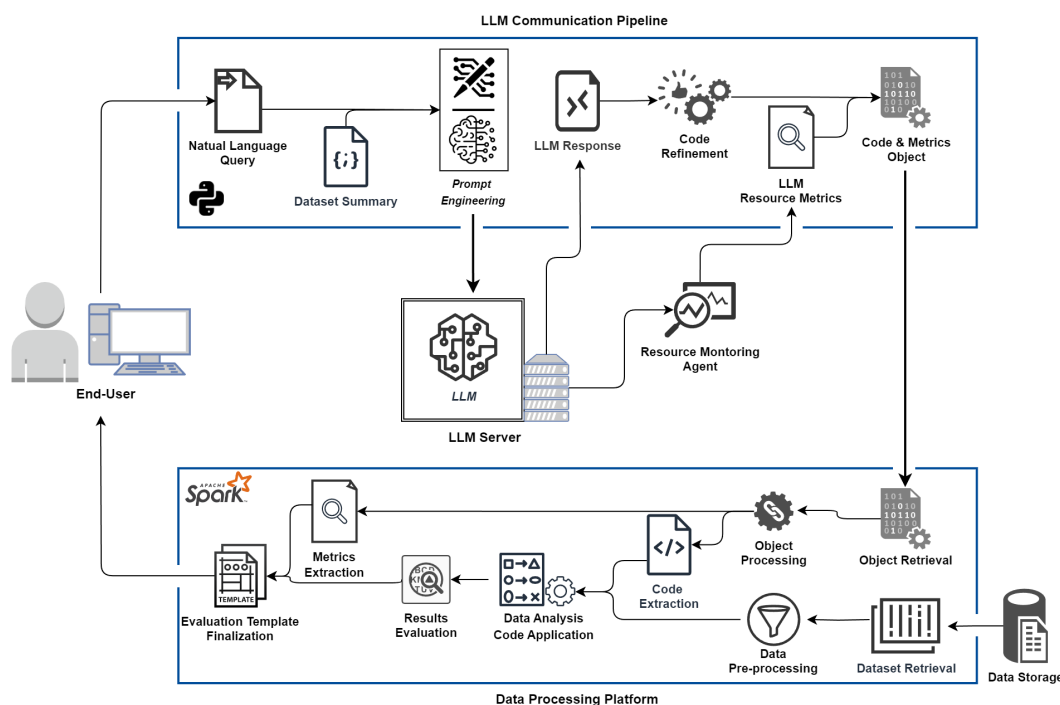 LLM Communication Pipeline
Natual Language
Query
{;}
Dataset Summary
Prompt
Engineering
LLM Response
Code
Refinement
LLM
Resource Metrics
101
01010
10110
10100
010
Code & Metrics
Object
End-User
LLM
LLM Server
Resource Montoring
Agent
APACHE
Spark
Metrics
Extraction
TEMPLATE
Evaluation Template
Finalization
Results
Evaluation
Data Analysis
Code Application
</>
Code
Extraction
Object
Processing
101
01010
10110
10100
010
Object Retrieval
Data
Pre-processing
Dataset Retrieval
Data Storage
Data Processing Platform